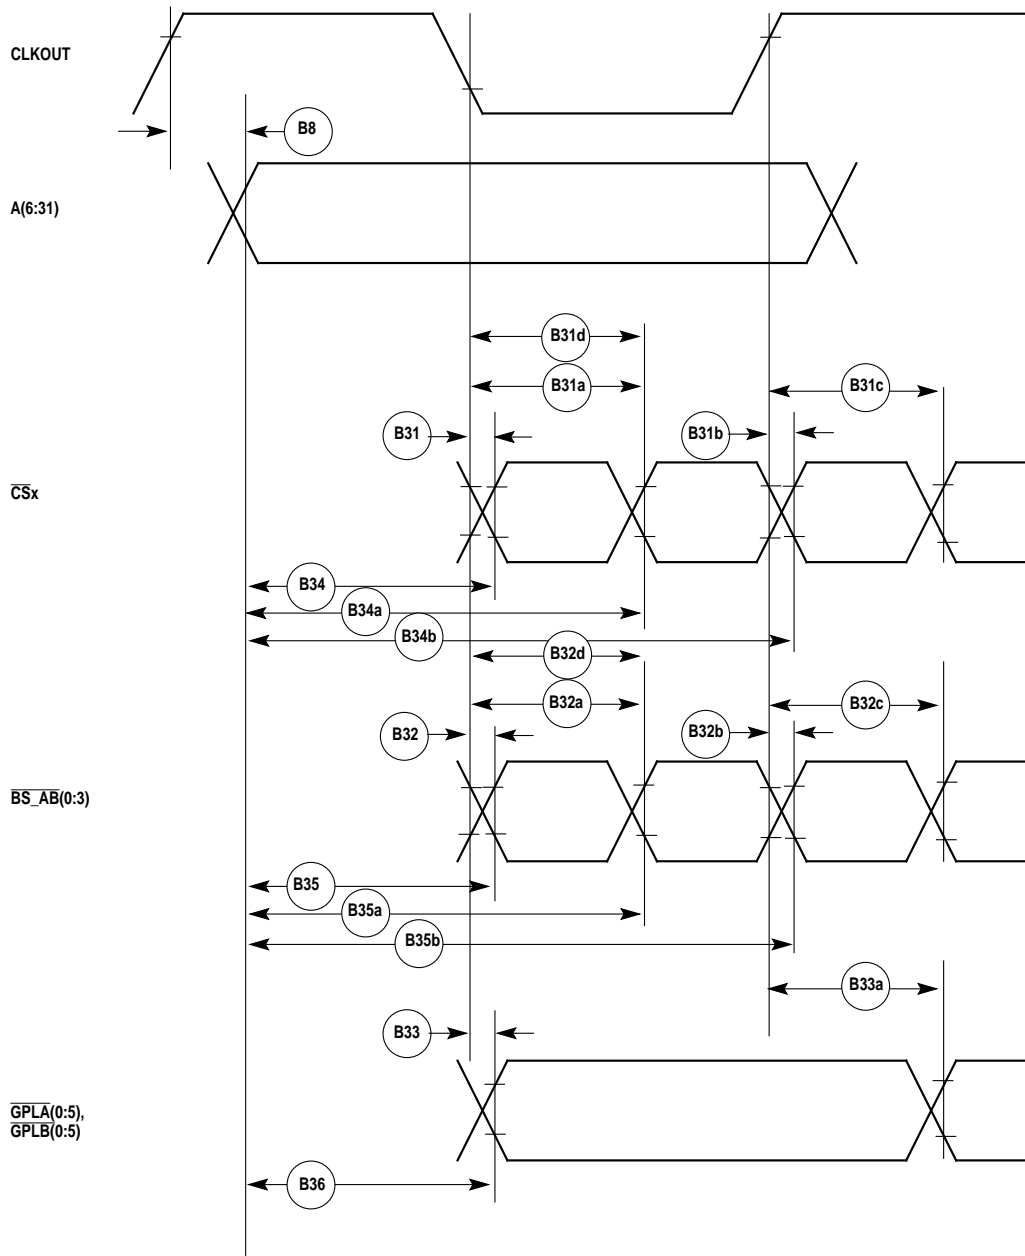 CLKOUT
B8
A(6:31)
B31d
B31a
B31c
B31
B31b
CSx
B34
B34a
B34b
B32d
B32a
B32c
B32
B32b
BS_AB(0:3)
B35
B35a
B35b
B33a
B33
GPLA(0:5),
GPLB(0:5)
B36